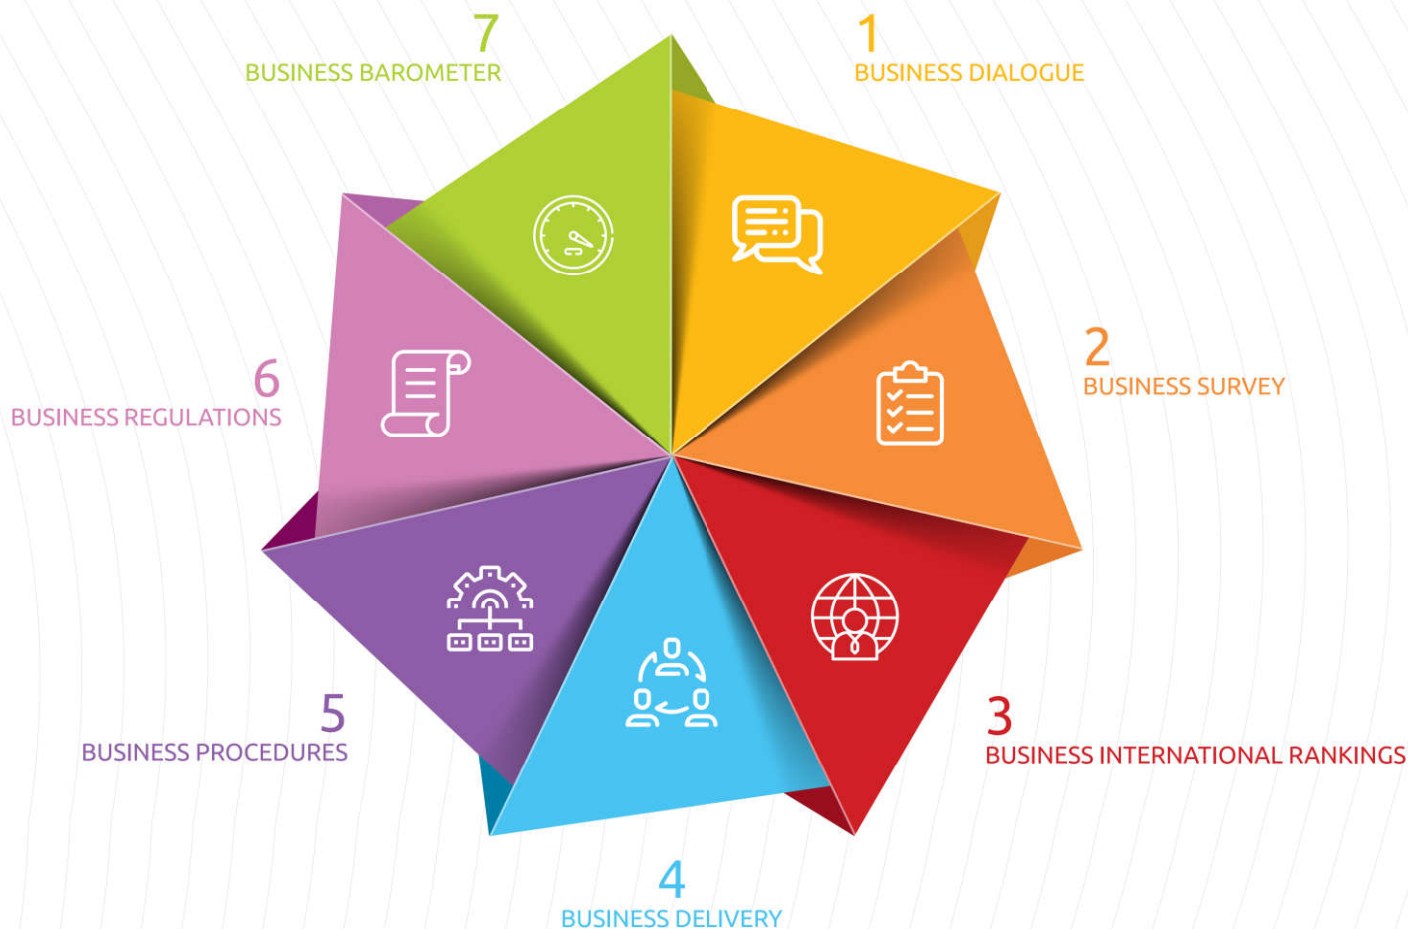 1
BUSINESS DIALOGUE
2
BUSINESS SURVEY
3
BUSINESS INTERNATIONAL RANKINGS
4
BUSINESS DELIVERY
5
BUSINESS PROCEDURES
6
BUSINESS REGULATIONS
7
BUSINESS BAROMETER